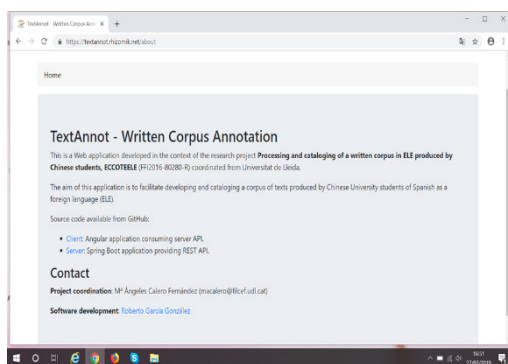 TextAnnot - Written Corpus Ann
https://textannot.rhizomik.net/about
Home
TextAnnot - Written Corpus Annotation
This is a Web application developed in the context of the research project Processing and cataloging of a written corpus in ELE produced by
Chinese students, ECCOTEELE (FFI2016-80280-R) coordinated from Universitat de Lleida.
The aim of this application is to facilitate developing and cataloging a corpus of texts produced by Chinese University students of Spanish as a
foreign language (ELE).
Source code available from GitHub:
• Client: Angular application consuming server API.
• Server: Spring Boot application providing REST API.
Contact
Project coordination: Mª Ángeles Calero Fernández (macalero@filcef.udl.cat)
Software development: Roberto García González
16:51